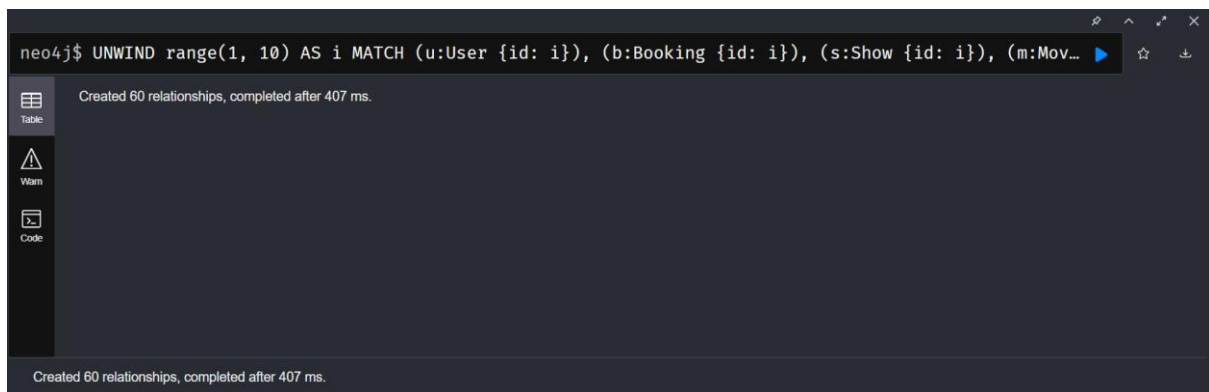 neo4j$ UNWIND range(1, 10) AS i MATCH (u:User {id: i}), (b:Booking {id: i}), (s:Show {id: i}), (m:Mov…
Table
Created 60 relationships, completed after 407 ms.
Warn
Code
Created 60 relationships, completed after 407 ms.